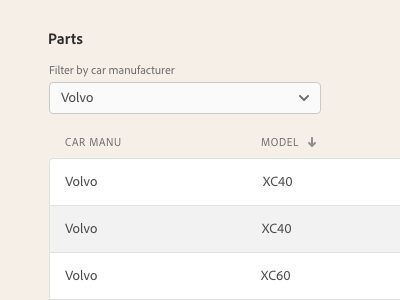 Parts
Filter by car manufacturer
Volvo
CAR MANU MODEL
Volvo XC40
Volvo XC40
Volvo XC60